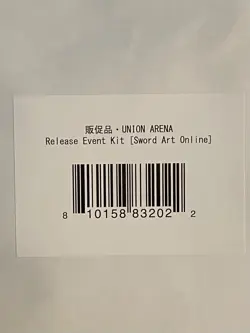 販促品・UNION ARENA
Release Event Kit [Sword Art Online]
8 10158 83202 2